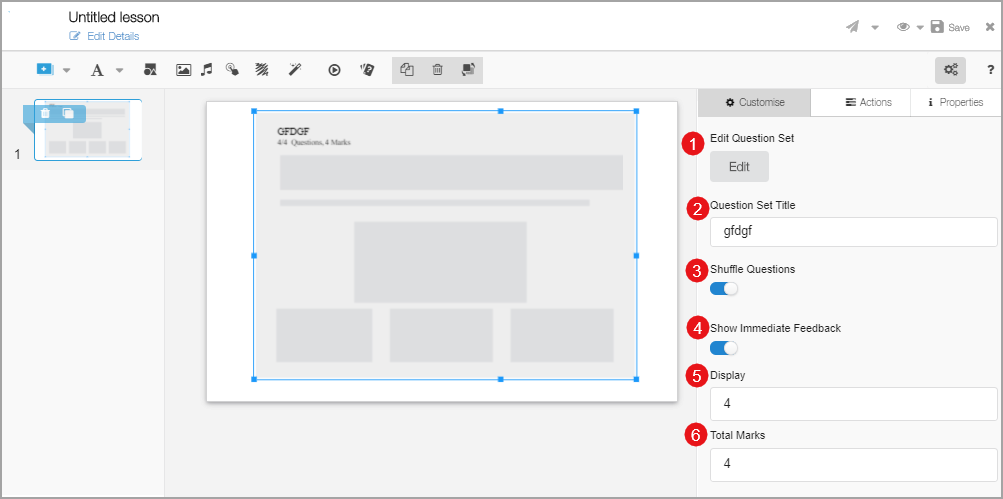 Untitled lesson
Edit Details
Save
A
?
1
GFDGF
4/4 Questions, 4 Marks
Customise
Actions
Properties
1 Edit Question Set
Edit
2 Question Set Title
gfdgf
3 Shuffle Questions
4 Show Immediate Feedback
5 Display
4
6 Total Marks
4